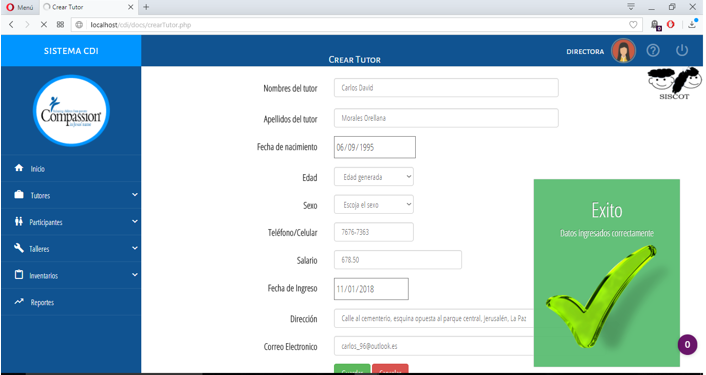 Menú
Crear Tutor
localhost/cdi/docs/crearTutor.php
SISTEMA CDI
CREAR TUTOR
DIRECTORA
SISCOT
Compassion
Inicio
Tutores
Participantes
Talleres
Inventarios
Reportes
Nombres del tutor
Carlos David
Apellidos del tutor
Morales Orellana
Fecha de nacimiento
06/09/1995
Edad
Edad generada
Sexo
Escoja el sexo
Teléfono/Celular
7676-7363
Salario
678.50
Fecha de Ingreso
11/01/2018
Dirección
Calle al cementerio, esquina opuesta al parque central, Jerusalén, La Paz
Correo Electronico
carlos_96@outlook.es
Guardar
Cancelar
Exito
Datos ingresados correctamente
0